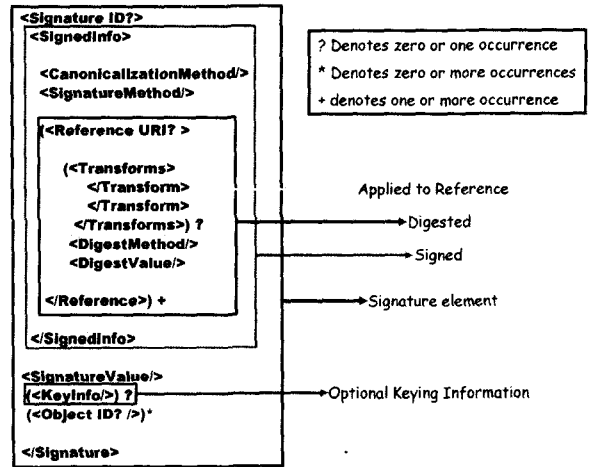 <Signature ID?>
<SignedInfo>
<CanonicalizationMethod/>
<SignatureMethod/>
(<Reference URI? >
(<Transforms>
</Transform>
</Transform>
</Transforms>) ?
<DigestMethod/>
<DigestValue/>
</Reference>) +
</SignedInfo>
<SignatureValue/>
(<KeyInfo/>) ?
(<Object ID? />)*
</Signature>
? Denotes zero or one occurrence
* Denotes zero or more occurrences
+ denotes one or more occurrence
Applied to Reference
Digested
Signed
Signature element
Optional Keying Information